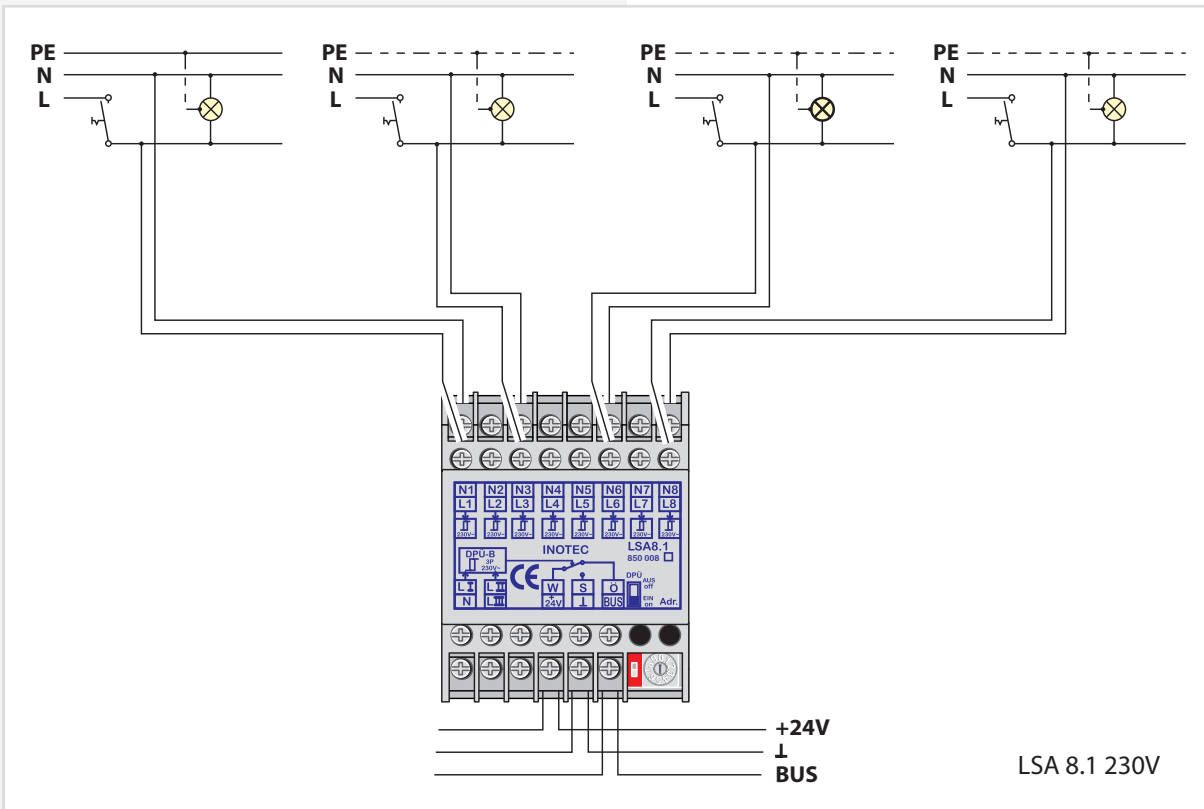 PE PE PE PE
N N N N
L L L L
N1 N2 N3 N4 N5 N6 N7 N8
L1 L2 L3 L4 L5 L6 L7 L8
230V~ 230V~ 230V~ 230V~ 230V~ 230V~ 230V~ 230V~
INOTEC LSA8.1
850 008
DPÜ-B
3P
230V~
CE
DPÜ
AUS
off
EIN
on
L I L II W S Ö
N L III +24V ⊥ BUS Adr.
+24V
⊥
BUS
LSA 8.1 230V